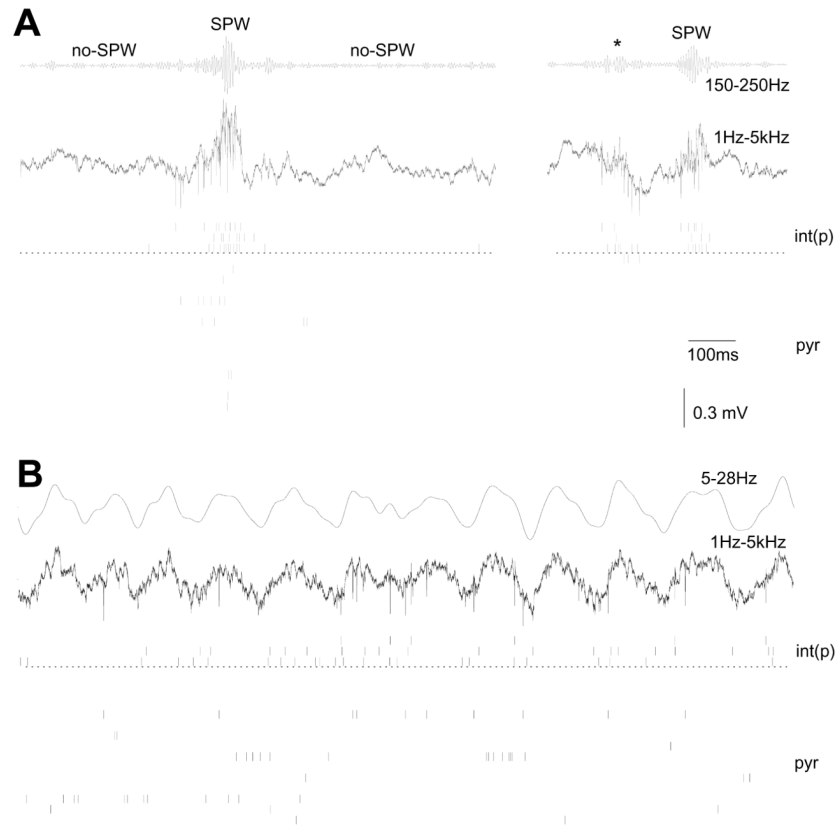 A
SPW
no-SPW
no-SPW
*
SPW
150-250Hz
1Hz-5kHz
int(p)
pyr
100ms
0.3 mV
B
5-28Hz
1Hz-5kHz
int(p)
pyr